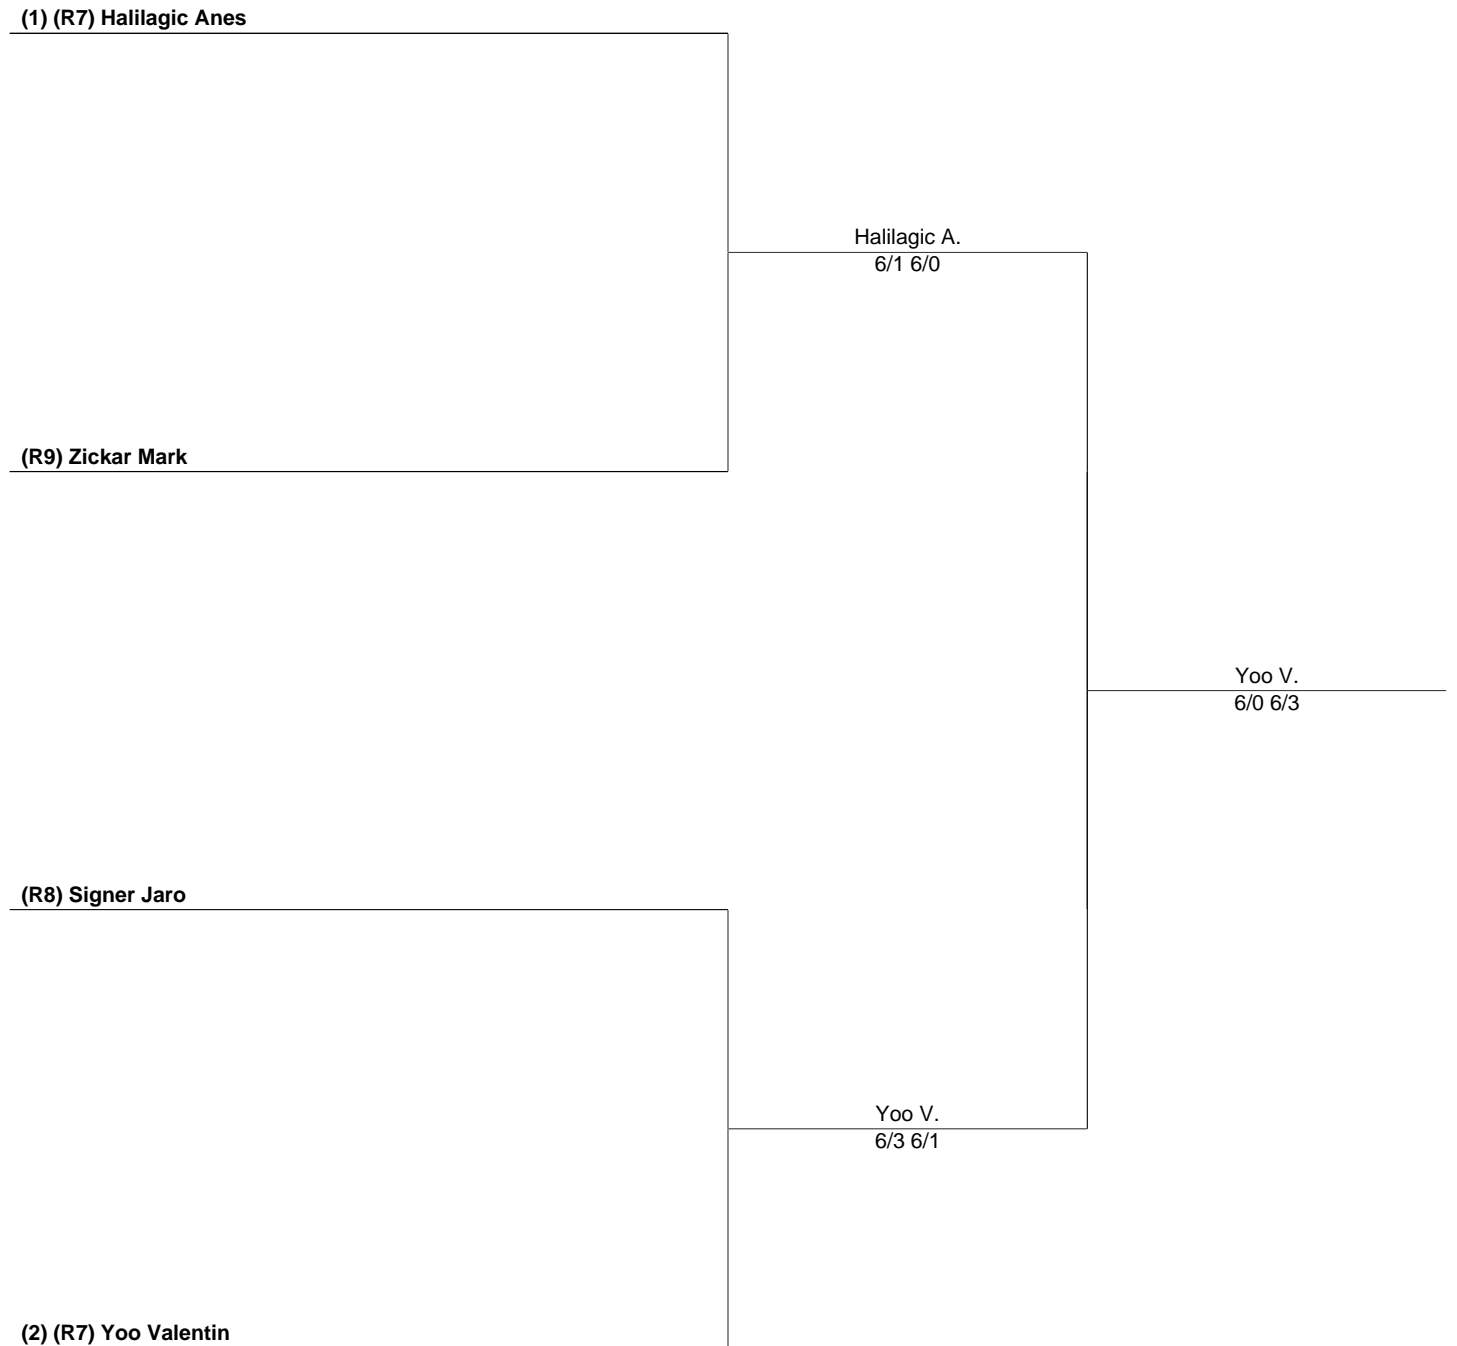 (1) (R7) Halilagic Anes
Halilagic A.
6/1 6/0
(R9) Zickar Mark
Yoo V.
6/0 6/3
(R8) Signer Jaro
Yoo V.
6/3 6/1
(2) (R7) Yoo Valentin